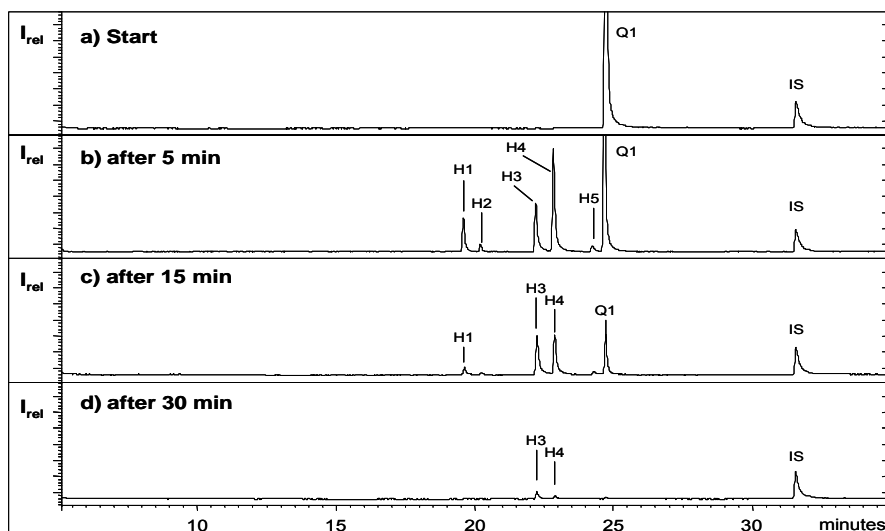 I_rel a) Start Q1 IS
I_rel b) after 5 min H1 H2 H3 H4 H5 Q1 IS
I_rel c) after 15 min H1 H3 H4 Q1 IS
I_rel d) after 30 min H3 H4 IS
10 15 20 25 30 minutes